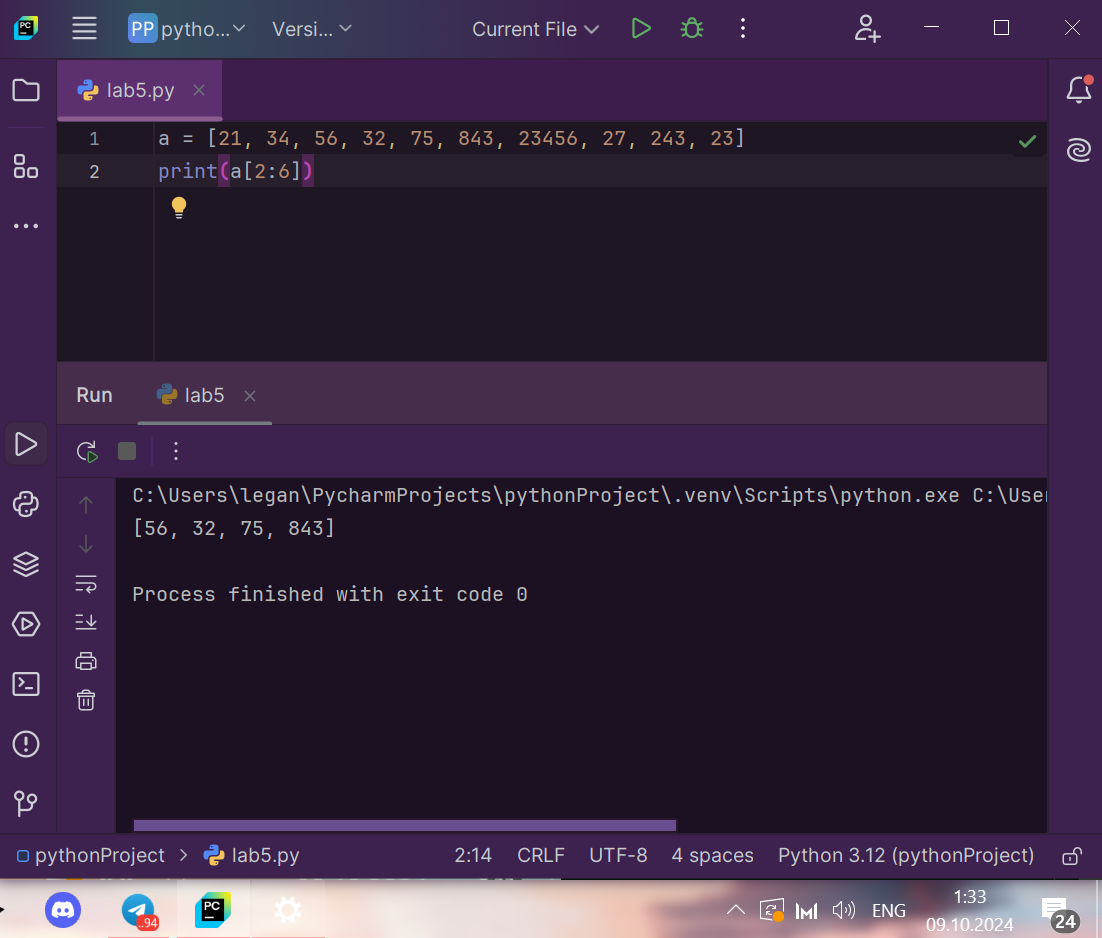 PC
PP pytho... Versi... Current File
lab5.py
1 a = [21, 34, 56, 32, 75, 843, 23456, 27, 243, 23]
2 print(a[2:6])
Run lab5
C:\Users\legan\PycharmProjects\pythonProject\.venv\Scripts\python.exe C:\Use
[56, 32, 75, 843]
Process finished with exit code 0
pythonProject > lab5.py 2:14 CRLF UTF-8 4 spaces Python 3.12 (pythonProject)
..94 PC ENG 1:33
09.10.2024 24